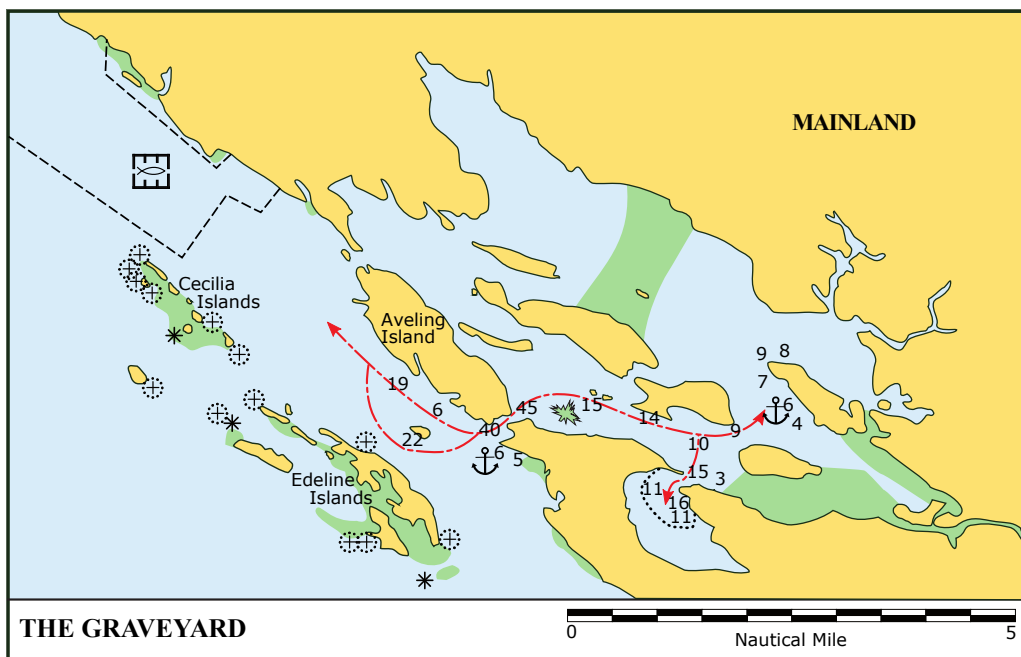 MAINLAND
Cecilia
Islands
Aveling
Island
9 8
7
19
6
45
15
14
6
4
22
40
6
5
9
10
15
3
11
16
11
Edeline
Islands
THE GRAVEYARD
0
5
Nautical Mile